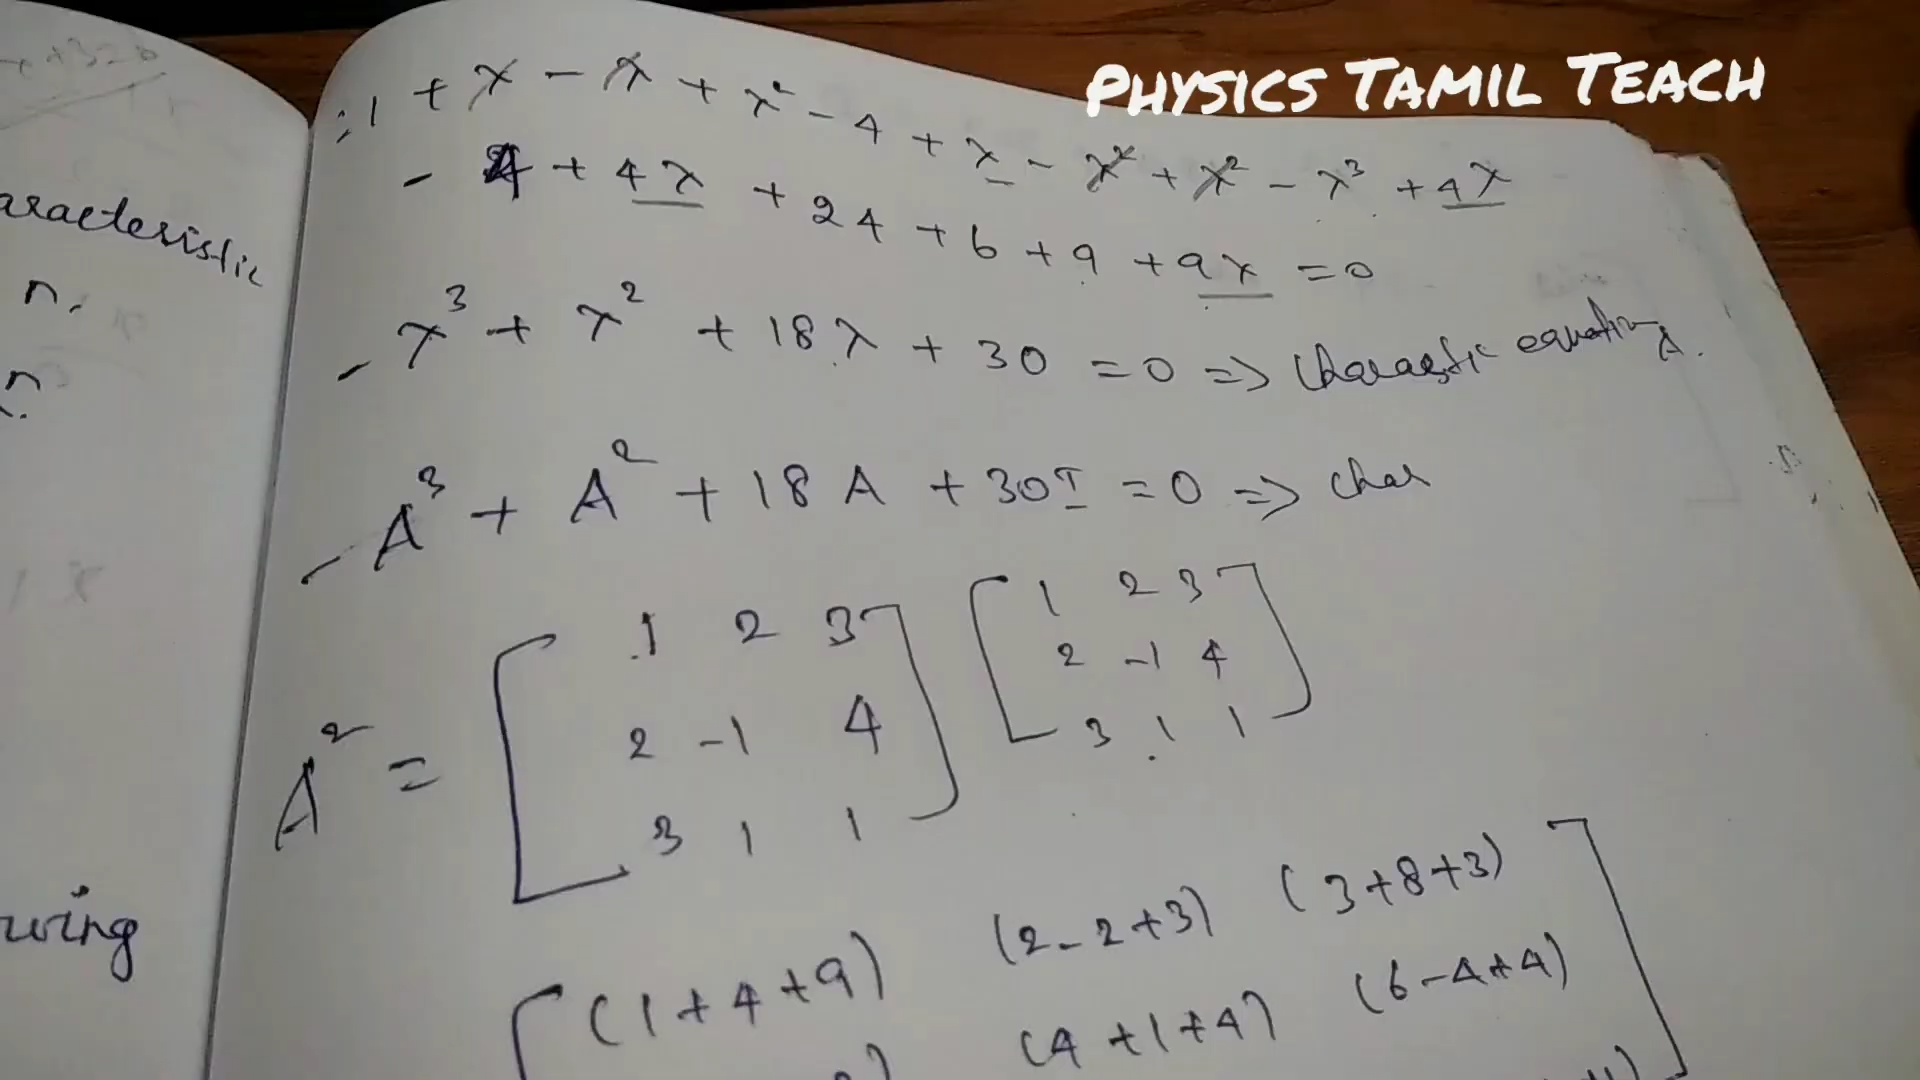 PHYSICS TAMIL TEACH
aracteristic
n.
n.
wing
-1 + λ - λ + λ² - 4 + λ - λ² + λ² - λ³ + 4λ
- 4 + 4λ + 24 + 6 + 9 + 9λ = 0
- λ³ + λ² + 18λ + 30 = 0 => equation
- A³ + A² + 18 A + 30I = 0 => char
A² = [ 1 2 3 ] [ 1 2 3 ]
2 -1 4 2 -1 4
3 1 1 3 1 1
(1+4+9) (2-2+3) (3+8+3)
(4+1+4) (6-4+4)